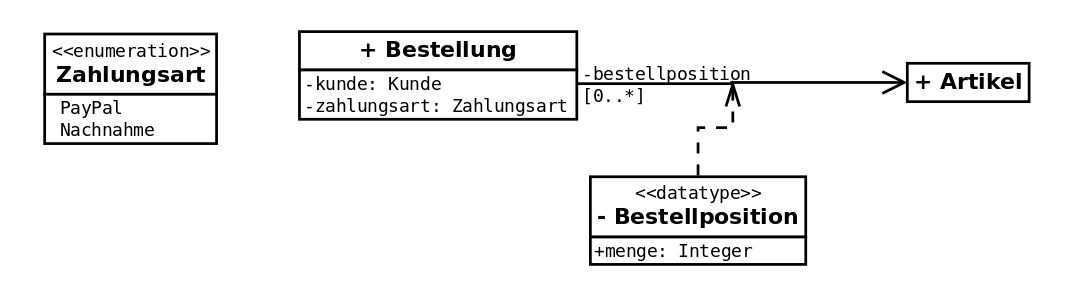 <<enumeration>>
Zahlungsart
PayPal
Nachnahme
+ Bestellung
-kunde: Kunde
-zahlungsart: Zahlungsart
-bestellposition
[0..*]
+ Artikel
<<datatype>>
- Bestellposition
+menge: Integer